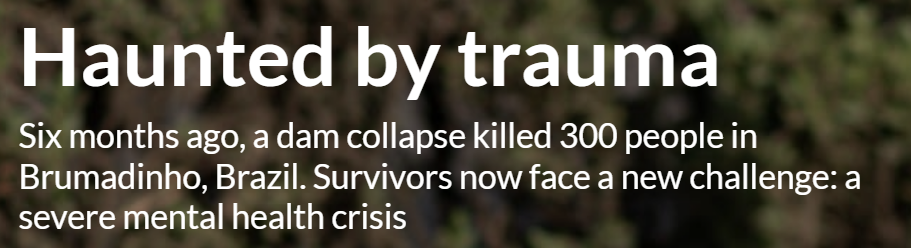 Haunted by trauma
Six months ago, a dam collapse killed 300 people in
Brumadinho, Brazil. Survivors now face a new challenge: a
severe mental health crisis